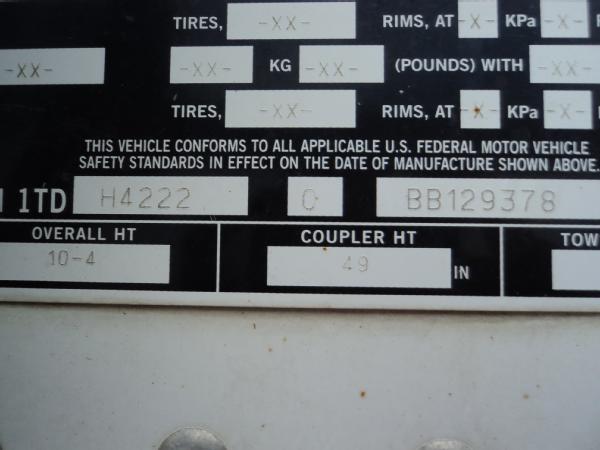 TIRES, -XX- RIMS, AT -X- KPa -X-
-XX- -XX- KG -XX- (POUNDS) WITH -XX-
TIRES, -XX- RIMS, AT -X- KPa -X-
THIS VEHICLE CONFORMS TO ALL APPLICABLE U.S. FEDERAL MOTOR VEHICLE
SAFETY STANDARDS IN EFFECT ON THE DATE OF MANUFACTURE SHOWN ABOVE.
1TD H4222 0 BB129378
OVERALL HT COUPLER HT TOW
10-4 49 IN